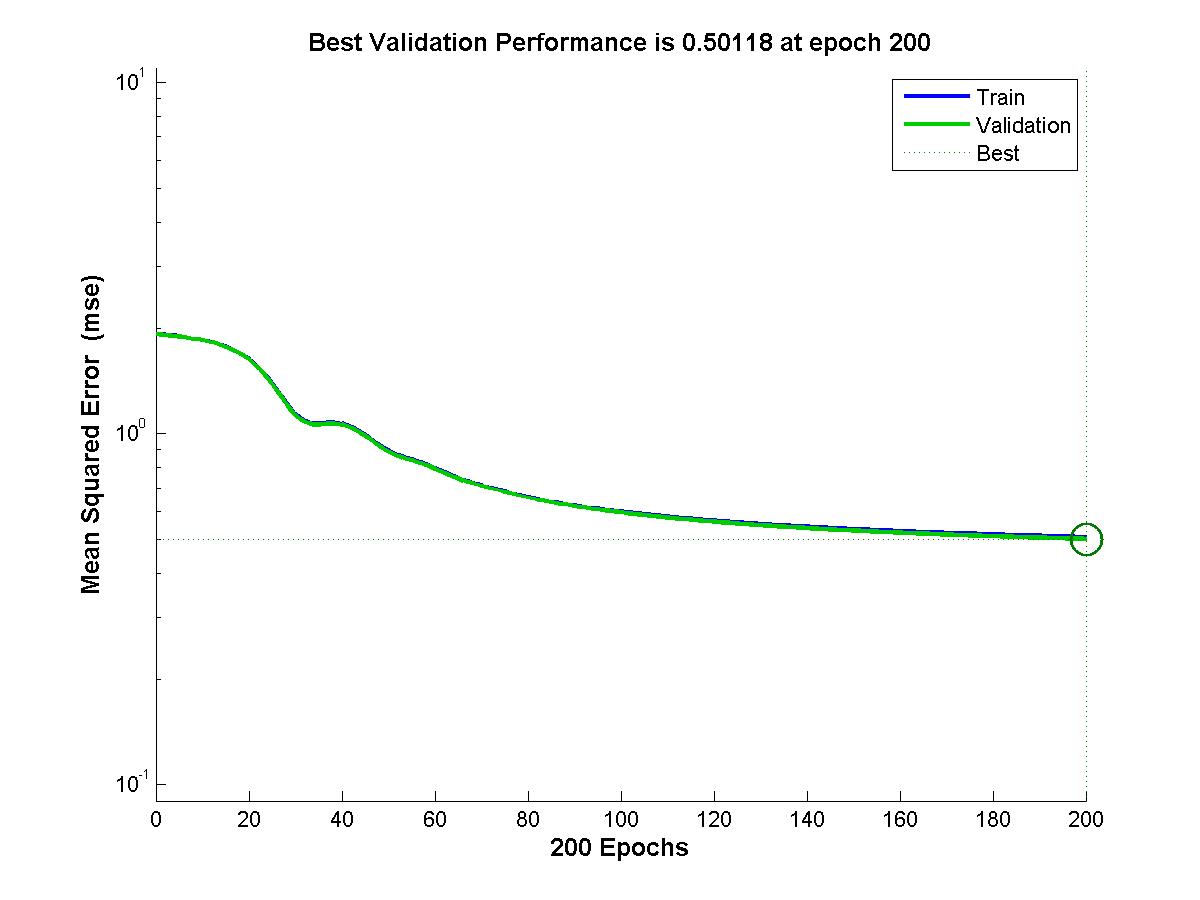 Best Validation Performance is 0.50118 at epoch 200
Train
Validation
Best
Mean Squared Error (mse)
10^1
10^0
10^-1
0 20 40 60 80 100 120 140 160 180 200
200 Epochs